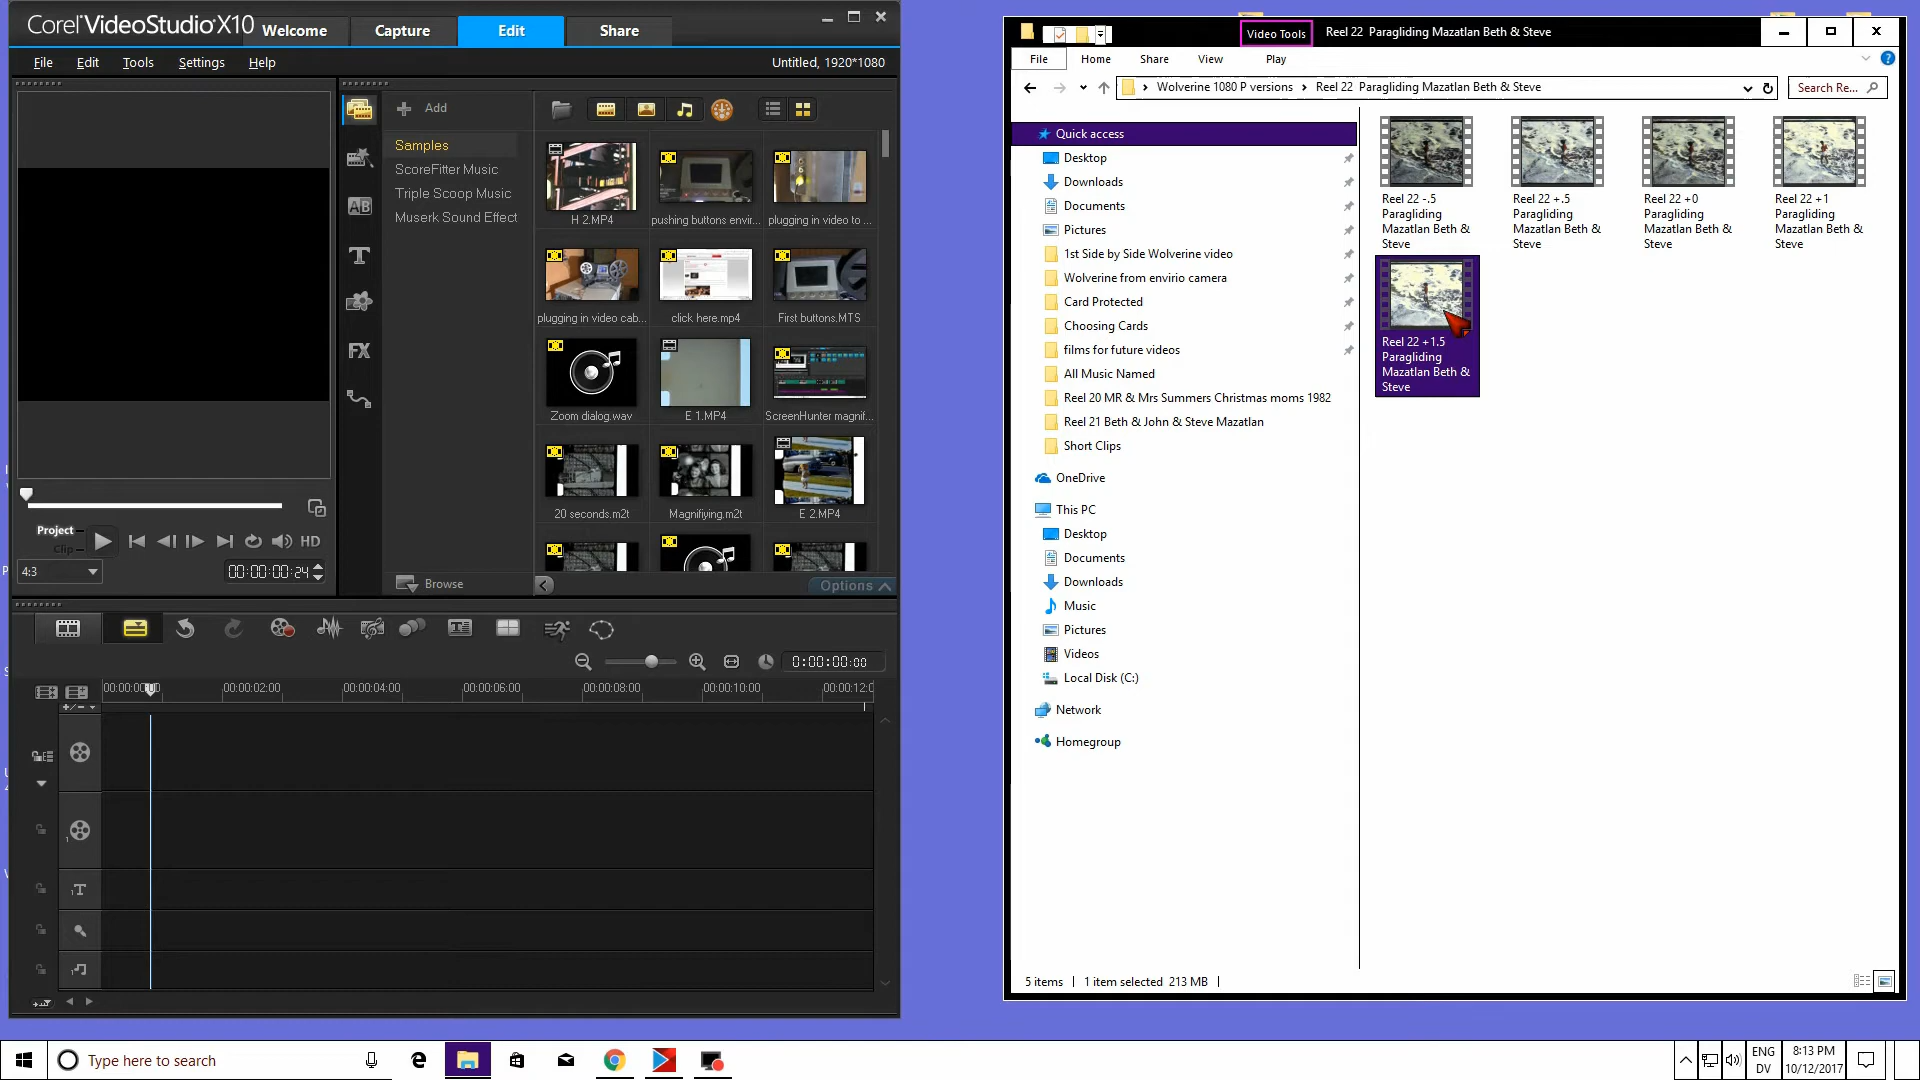 Corel VideoStudio X10
Welcome
Capture
Edit
Share
File
Edit
Tools
Settings
Help
Untitled, 1920*1080
Add
Samples
ScoreFitter Music
Triple Scoop Music
Muserk Sound Effect
H 2.MP4
pushing buttons envir...
plugging in video to ...
plugging in video cab...
click here.mp4
First buttons.MTS
Zoom dialog.wav
E 1.MP4
ScreenHunter magnif...
20 seconds.m2t
Magnifiying.m2t
E 2.MP4
AB
T
FX
Project
Clip
HD
4:3
00:00:00:24
Browse
Options
0:00:00:00
00:00:02:00
00:00:04:00
00:00:06:00
00:00:08:00
00:00:10:00
Video Tools
Reel 22  Paragliding Mazatlan Beth & Steve
File
Home
Share
View
Play
Wolverine 1080 P versions
Reel 22  Paragliding Mazatlan Beth & Steve
Search Re...
Quick access
Desktop
Downloads
Documents
Pictures
1st Side by Side Wolverine video
Wolverine from envirio camera
Card Protected
Choosing Cards
films for future videos
All Music Named
Reel 20 MR & Mrs Summers Christmas moms 1982
Reel 21 Beth & John & Steve Mazatlan
Short Clips
OneDrive
This PC
Desktop
Documents
Downloads
Music
Pictures
Videos
Local Disk (C:)
Network
Homegroup
Reel 22 -.5
Paragliding
Mazatlan Beth &
Steve
Reel 22 +.5
Paragliding
Mazatlan Beth &
Steve
Reel 22 +0
Paragliding
Mazatlan Beth &
Steve
Reel 22 +1
Paragliding
Mazatlan Beth &
Steve
Reel 22 +1.5
Paragliding
Mazatlan Beth &
Steve
5 items
1 item selected  213 MB
Type here to search
ENG
DV
8:13 PM
10/12/2017